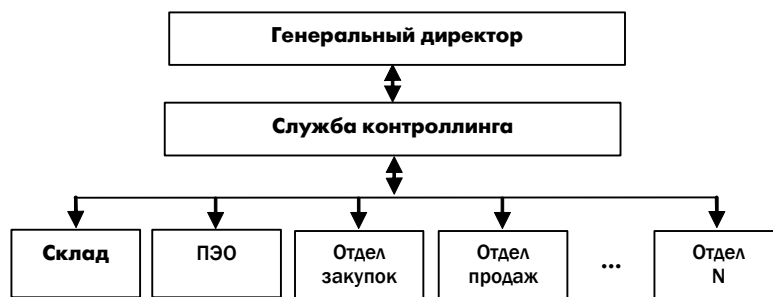 Генеральный директор
Служба контроллинга
Склад
ПЭО
Отдел
закупок
Отдел
продаж
...
Отдел
N